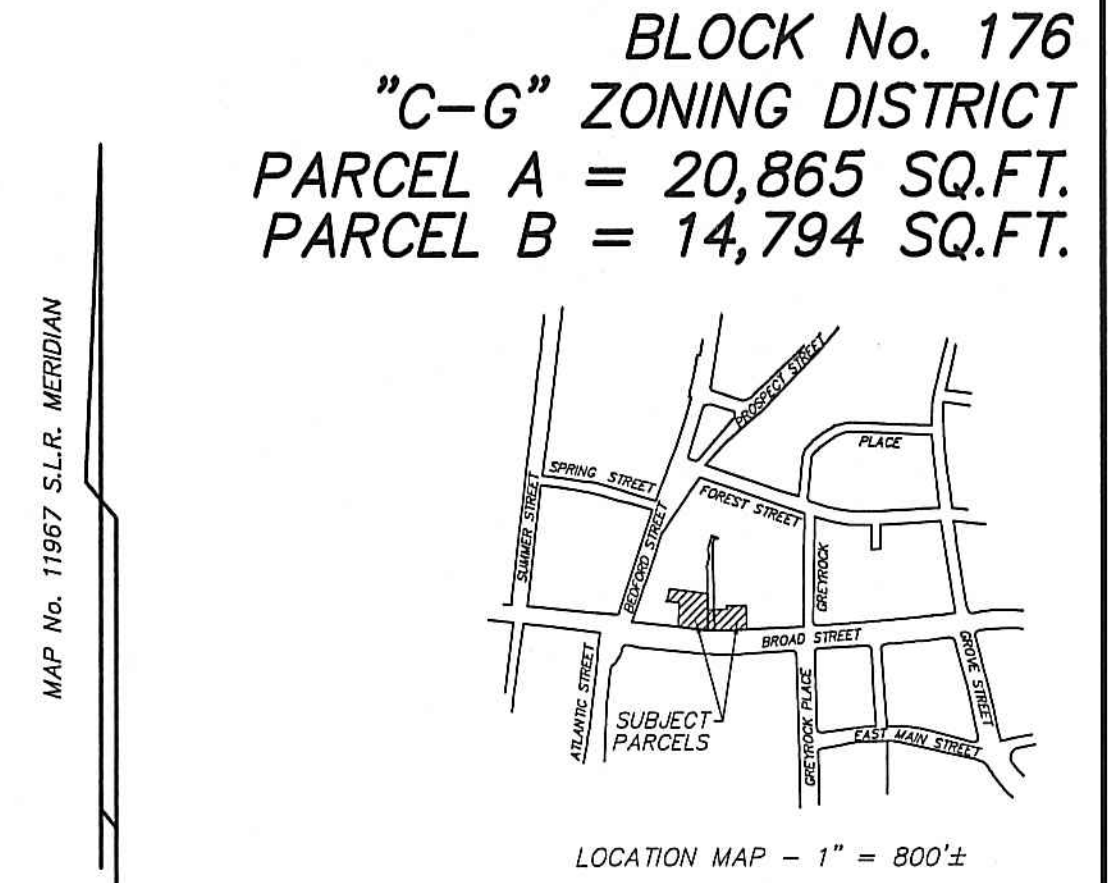 BLOCK No. 176
"C-G" ZONING DISTRICT
PARCEL A = 20,865 SQ.FT.
PARCEL B = 14,794 SQ.FT.
MAP No. 11967 S.L.R. MERIDIAN
PROSPECT STREET
PLACE
SPRING STREET
FOREST STREET
SUMMER STREET
BEDFORD STREET
GREYROCK
BROAD STREET
GROVE STREET
ATLANTIC STREET
SUBJECT
PARCELS
GREYROCK PLACE
EAST MAIN STREET
LOCATION MAP - 1" = 800'±